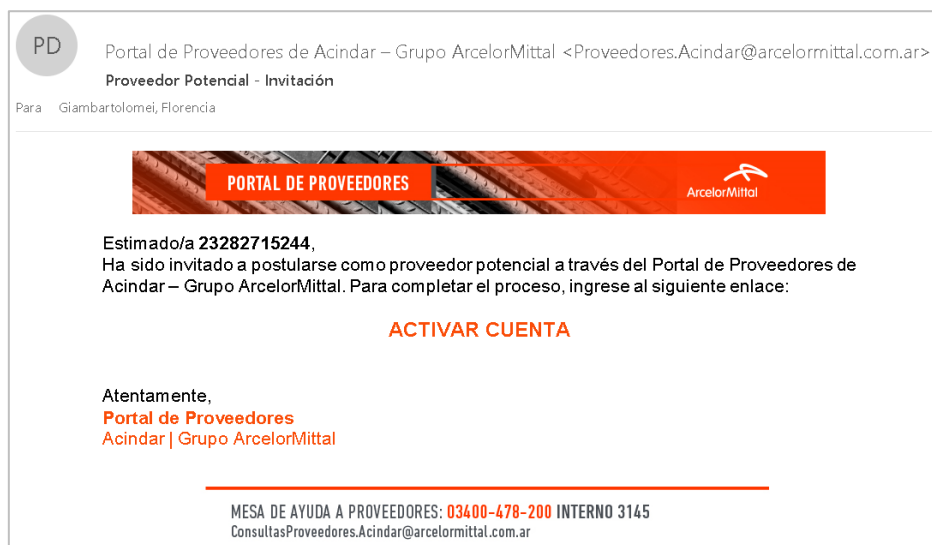 PD
Portal de Proveedores de Acindar – Grupo ArcelorMittal <Proveedores.Acindar@arcelormittal.com.ar>
Proveedor Potencial - Invitación
Para Giambartolomei, Florencia
PORTAL DE PROVEEDORES
ArcelorMittal
Estimado/a 23282715244,
Ha sido invitado a postularse como proveedor potencial a través del Portal de Proveedores de
Acindar – Grupo ArcelorMittal. Para completar el proceso, ingrese al siguiente enlace:
ACTIVAR CUENTA
Atentamente,
Portal de Proveedores
Acindar | Grupo ArcelorMittal
MESA DE AYUDA A PROVEEDORES: 03400-478-200 INTERNO 3145
ConsultasProveedores.Acindar@arcelormittal.com.ar